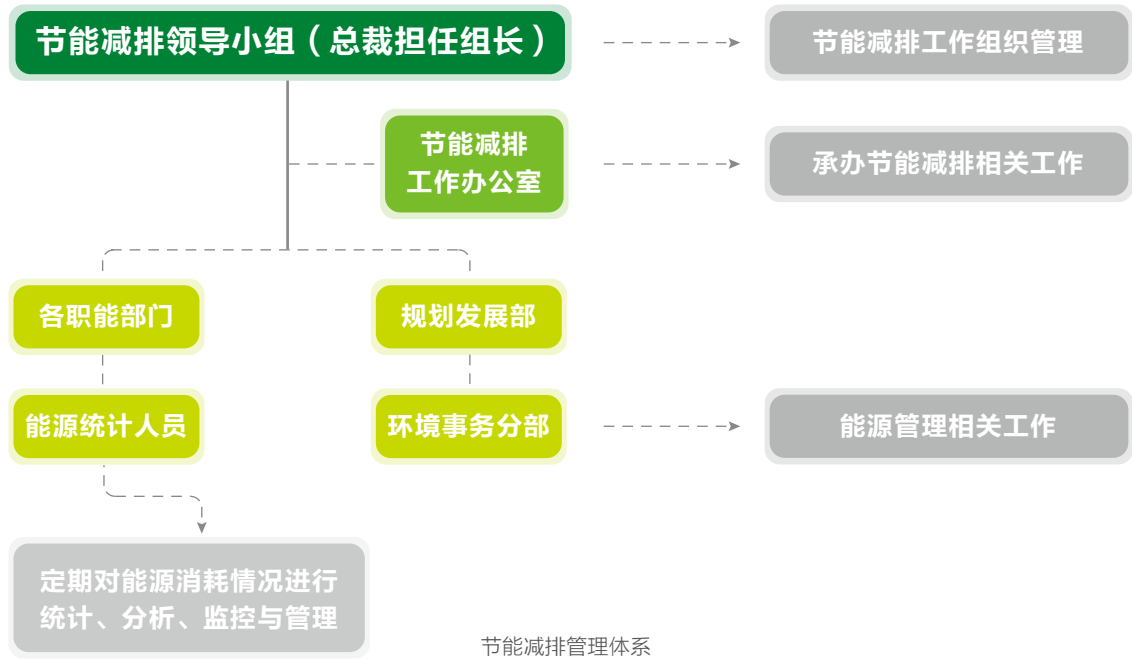 节能减排领导小组（总裁担任组长）
节能减排工作组织管理
节能减排
工作办公室
承办节能减排相关工作
各职能部门
规划发展部
能源统计人员
环境事务分部
能源管理相关工作
定期对能源消耗情况进行
统计、分析、监控与管理
节能减排管理体系